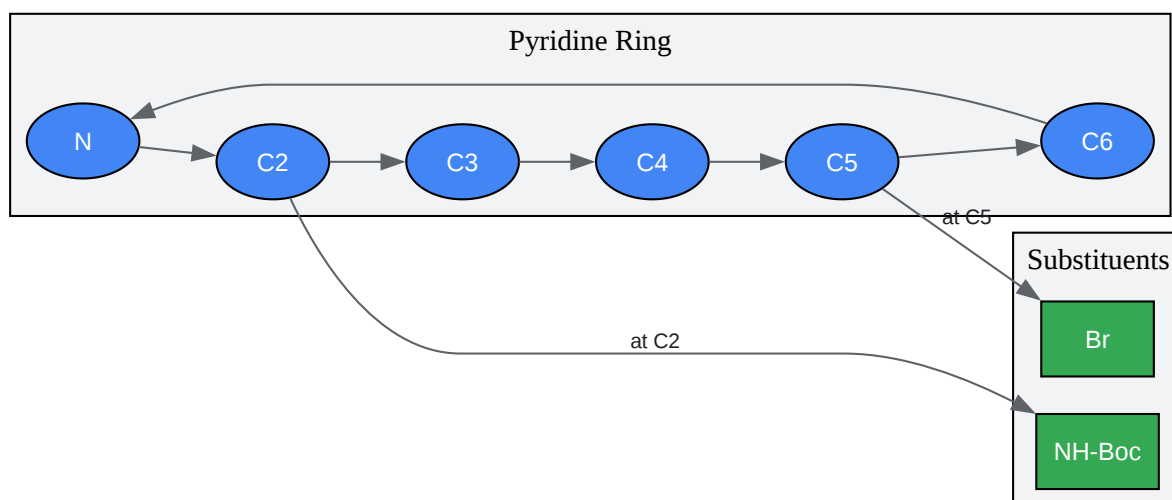 Pyridine Ring
N
C2
C3
C4
C5
C6
at C5
Substituents
Br
at C2
NH-Boc